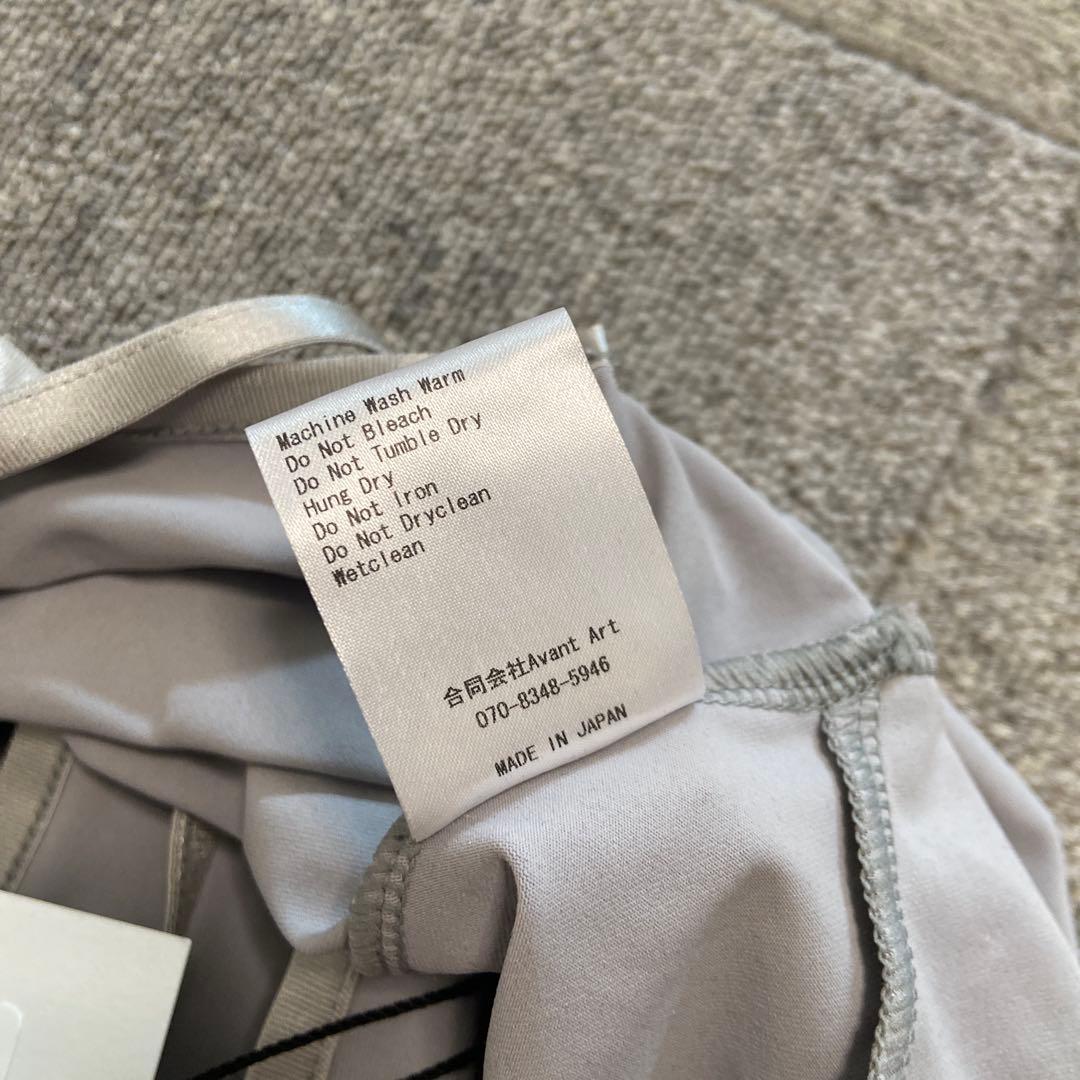 Machine Wash Warm
Do Not Bleach
Do Not Tumble Dry
Hung Dry
Do Not Iron
Do Not Dryclean
Wetclean
合同会社Avant Art
070-8348-5946
MADE IN JAPAN